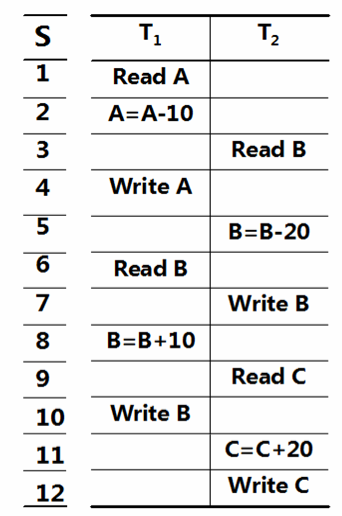 S T₁ T₂
1 Read A
2 A=A-10
3 Read B
4 Write A
5 B=B-20
6 Read B
7 Write B
8 B=B+10
9 Read C
10 Write B
11 C=C+20
12 Write C